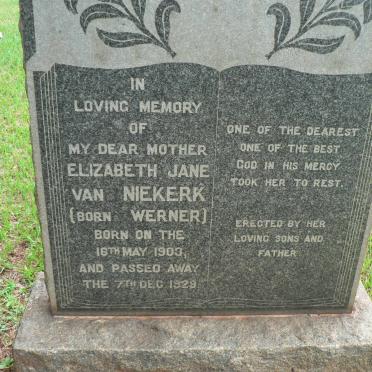 IN
LOVING MEMORY
OF
MY DEAR MOTHER
ELIZABETH JANE
VAN NIEKERK
(BORN WERNER)
BORN ON THE
16TH MAY 1903,
AND PASSED AWAY
THE 7TH DEC 1929
ONE OF THE DEAREST
ONE OF THE BEST
GOD IN HIS MERCY
TOOK HER TO REST.
ERECTED BY HER
LOVING SONS AND
FATHER